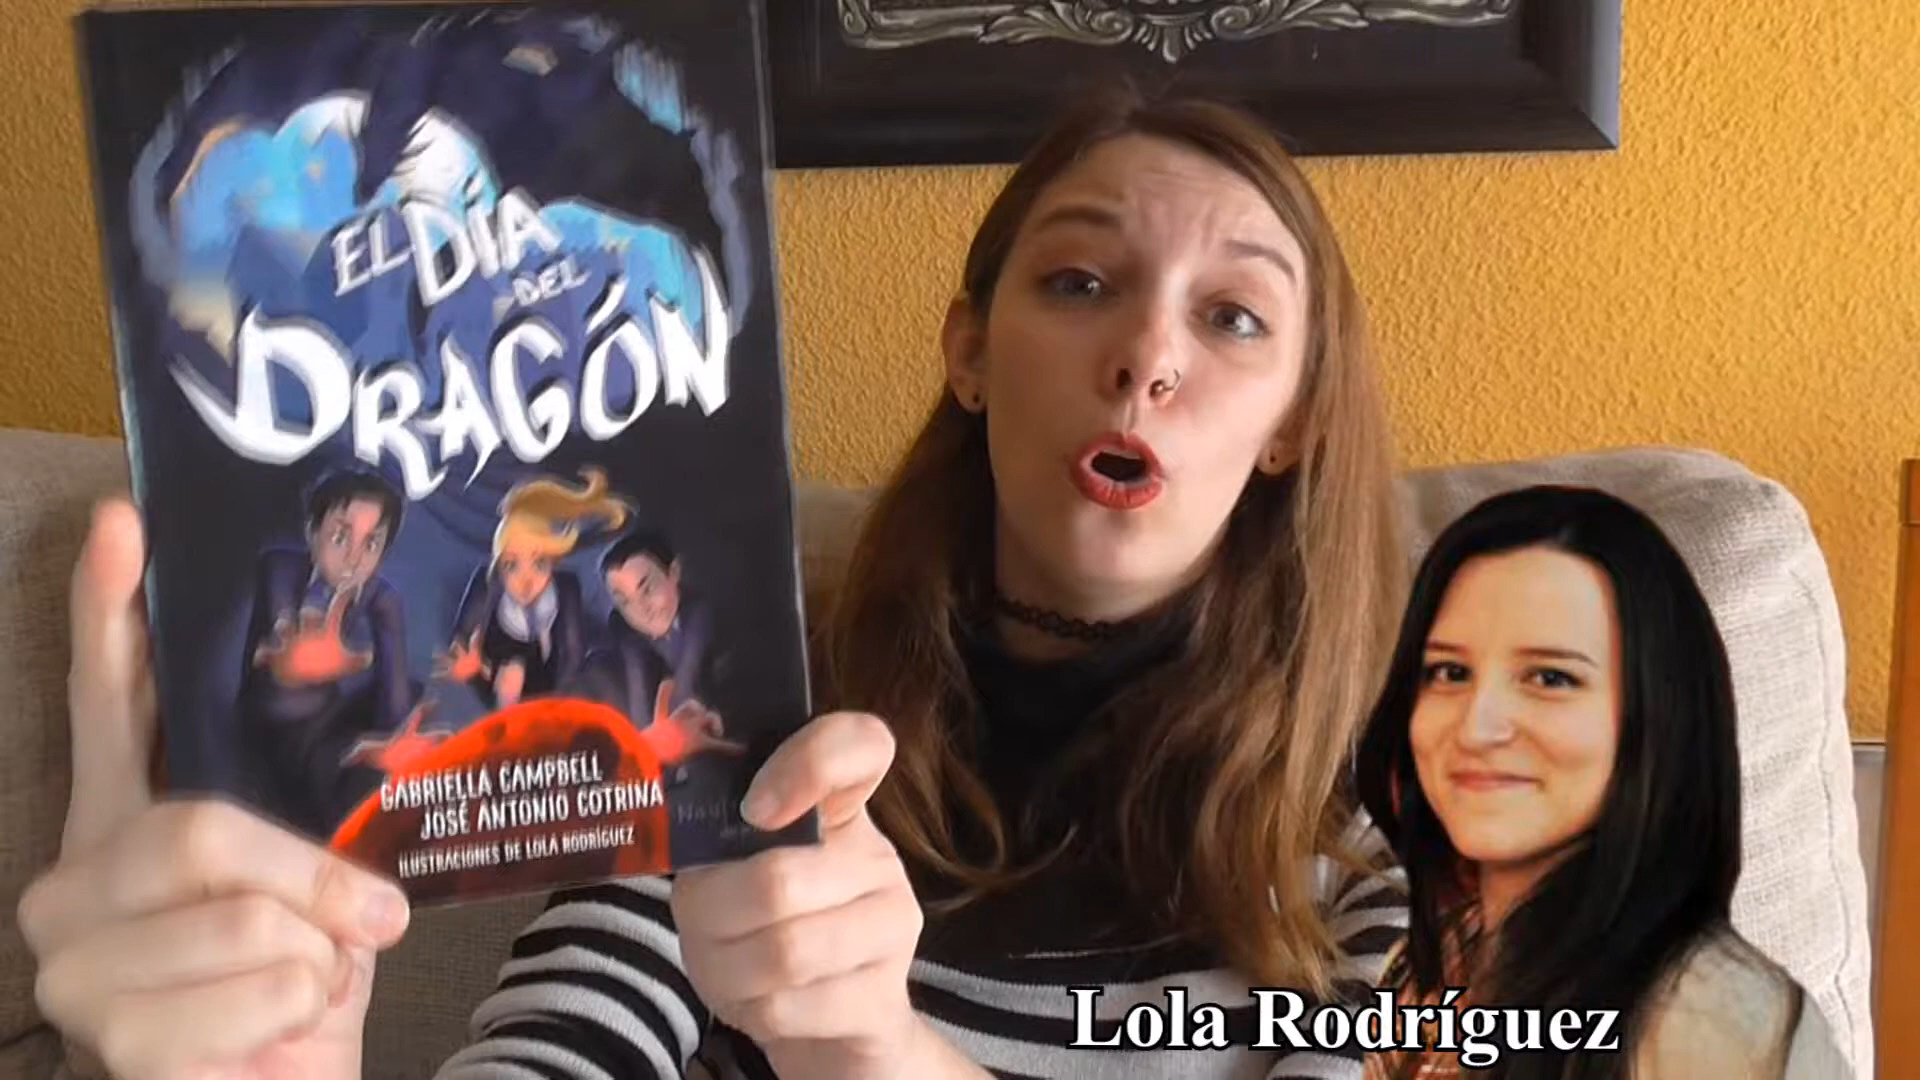 EL DÍA
DEL
DRAGÓN
GABRIELLA CAMPBELL
JOSÉ ANTONIO COTRINA
ILUSTRACIONES DE LOLA RODRÍGUEZ
Lola Rodríguez